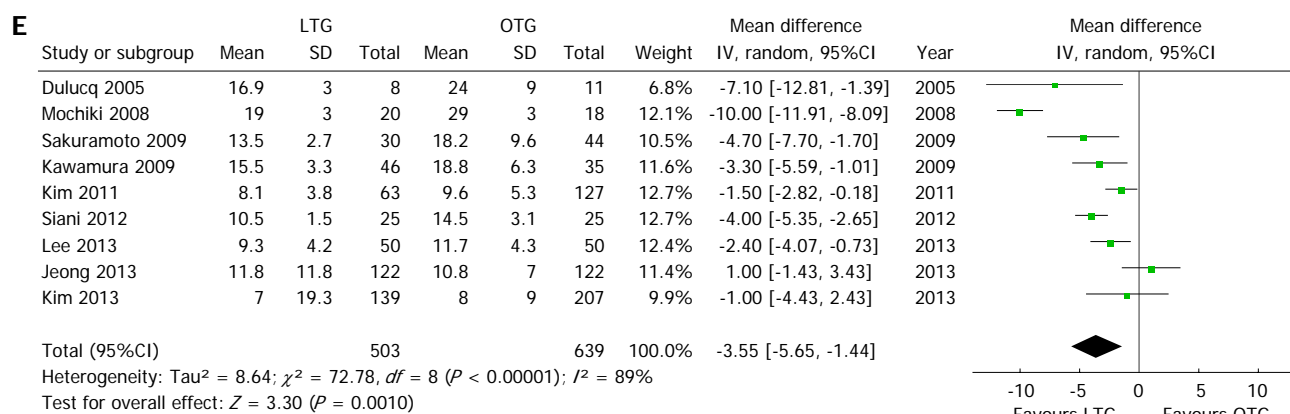 E
LTG OTG Mean difference Mean difference
Study or subgroup Mean SD Total Mean SD Total Weight IV, random, 95%CI Year IV, random, 95%CI
Dulucq 2005 16.9 3 8 24 9 11 6.8% -7.10 [-12.81, -1.39] 2005
Mochiki 2008 19 3 20 29 3 18 12.1% -10.00 [-11.91, -8.09] 2008
Sakuramoto 2009 13.5 2.7 30 18.2 9.6 44 10.5% -4.70 [-7.70, -1.70] 2009
Kawamura 2009 15.5 3.3 46 18.8 6.3 35 11.6% -3.30 [-5.59, -1.01] 2009
Kim 2011 8.1 3.8 63 9.6 5.3 127 12.7% -1.50 [-2.82, -0.18] 2011
Siani 2012 10.5 1.5 25 14.5 3.1 25 12.7% -4.00 [-5.35, -2.65] 2012
Lee 2013 9.3 4.2 50 11.7 4.3 50 12.4% -2.40 [-4.07, -0.73] 2013
Jeong 2013 11.8 11.8 122 10.8 7 122 11.4% 1.00 [-1.43, 3.43] 2013
Kim 2013 7 19.3 139 8 9 207 9.9% -1.00 [-4.43, 2.43] 2013
Total (95%CI) 503 639 100.0% -3.55 [-5.65, -1.44]
Heterogeneity: Tau² = 8.64; χ² = 72.78, df = 8 (P < 0.00001); I² = 89%
Test for overall effect: Z = 3.30 (P = 0.0010)
-10 -5 0 5 10
Favours LTG Favours OTG